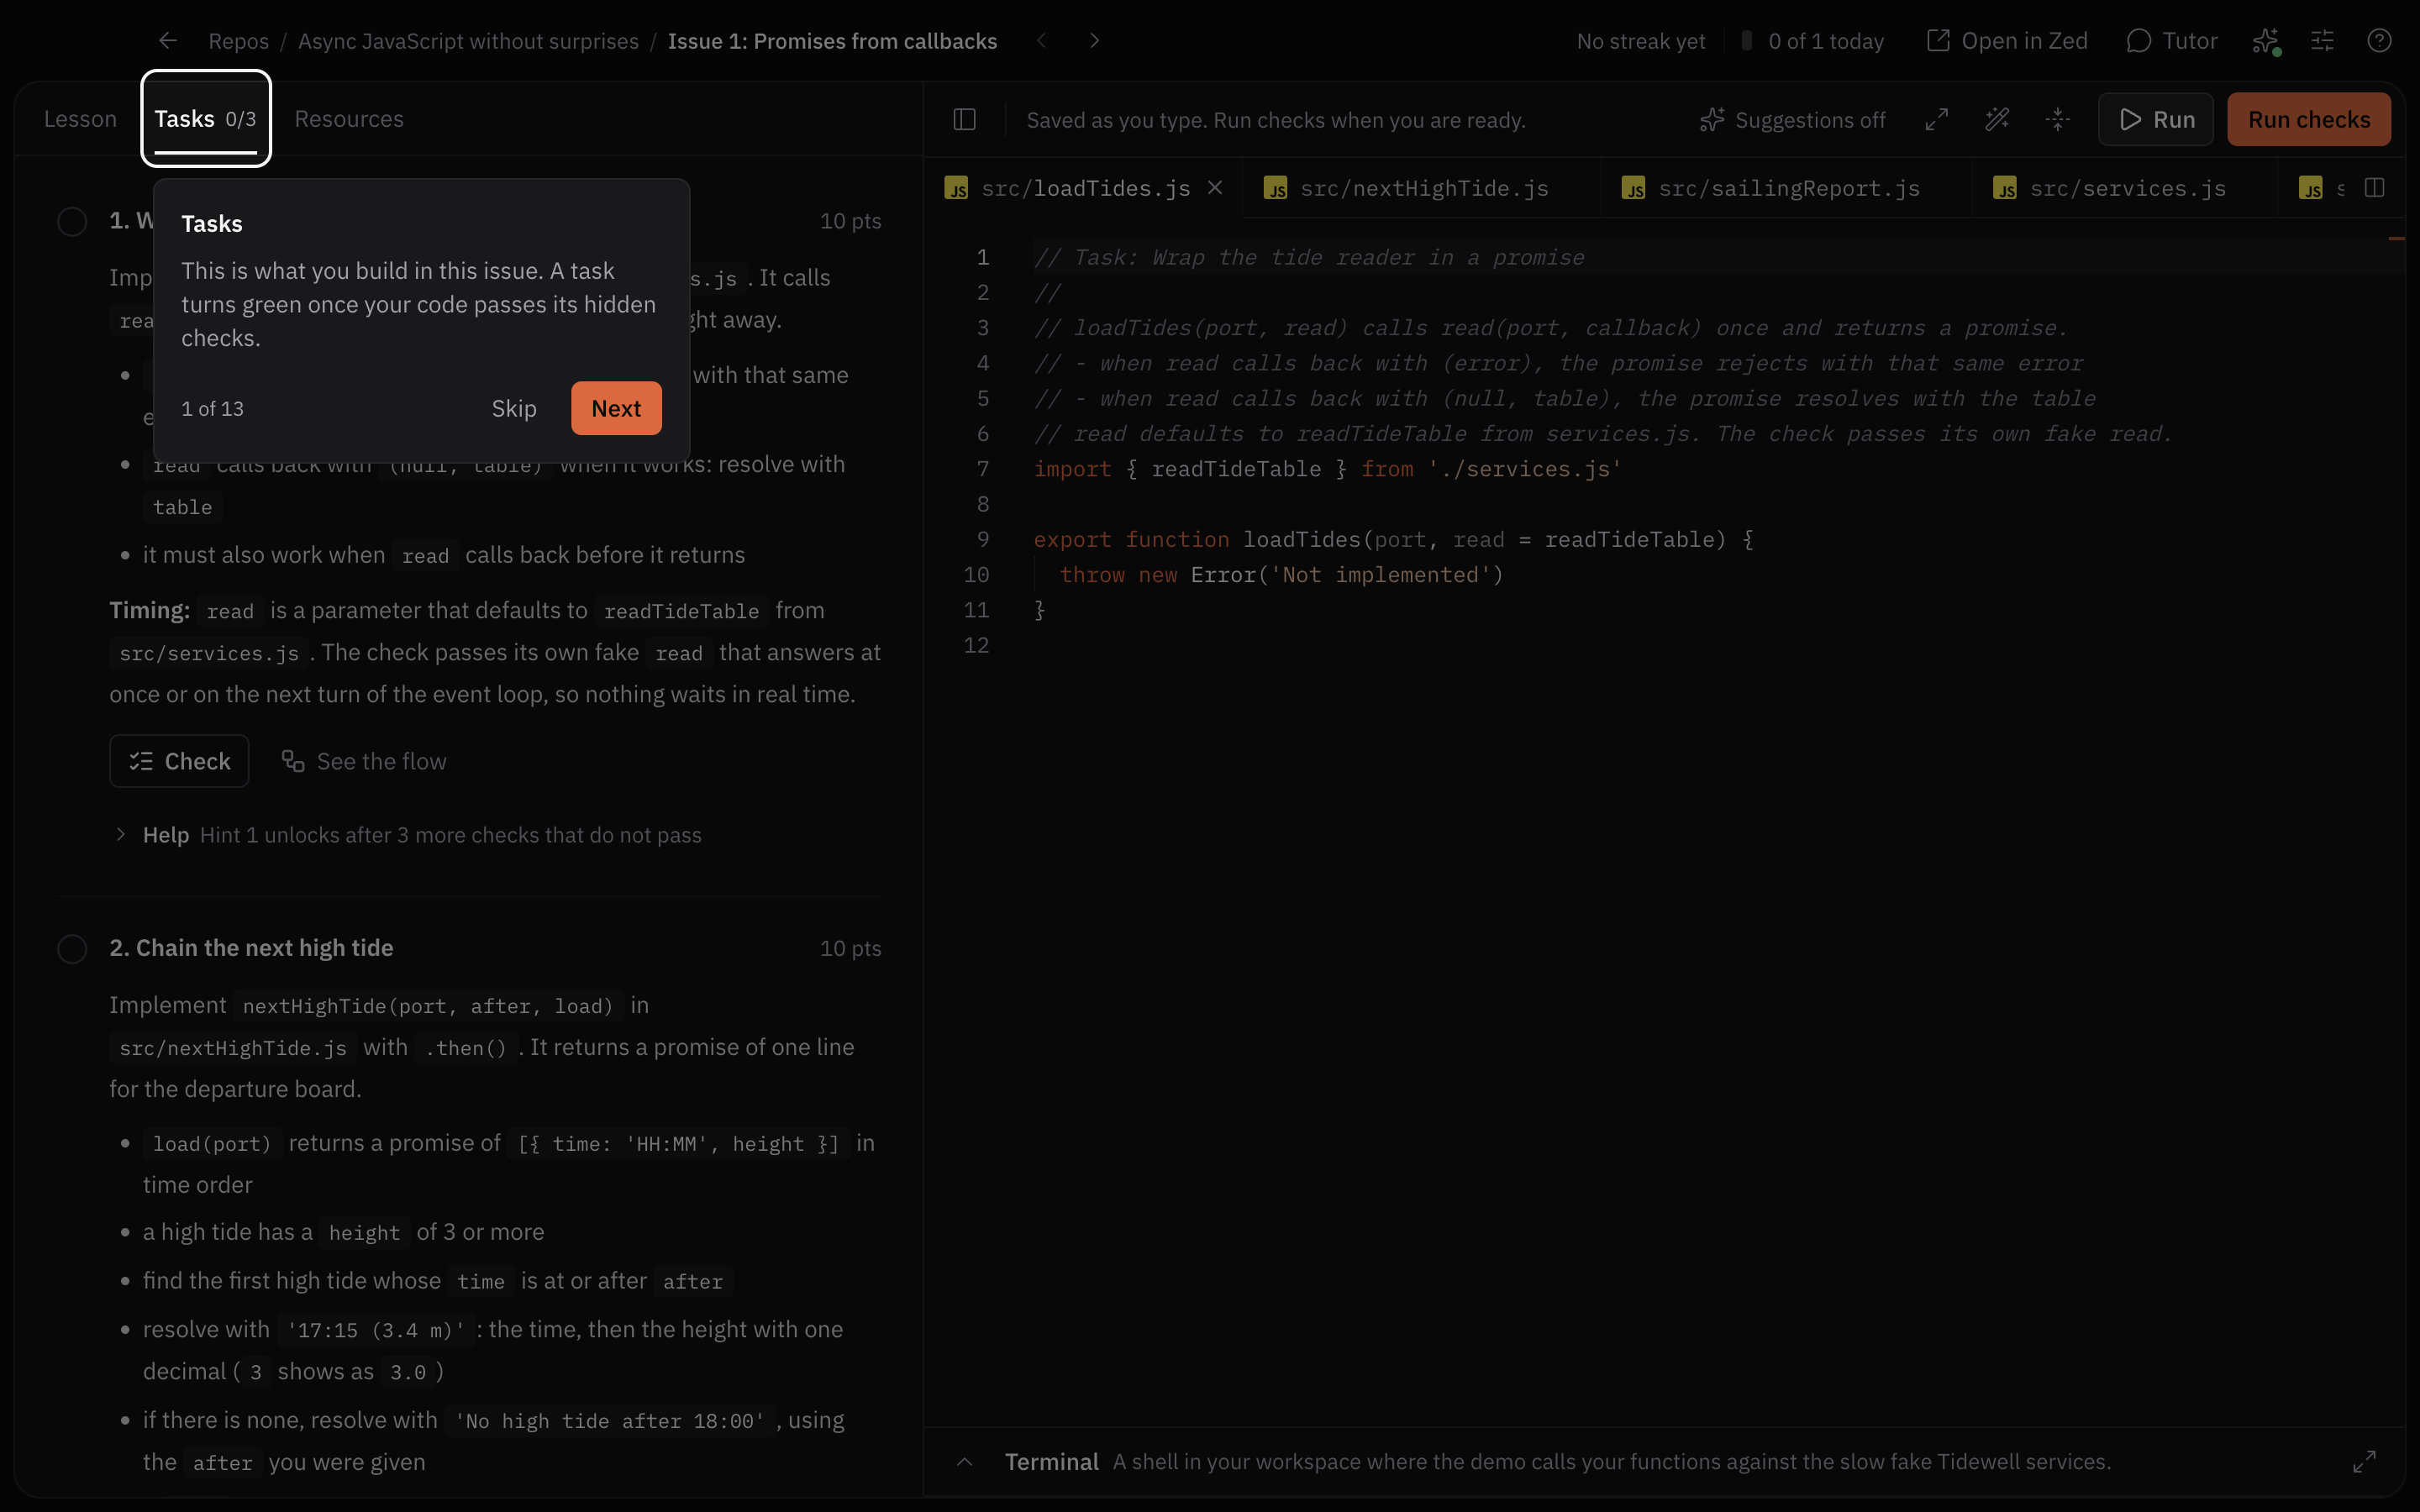 Repos / Async JavaScript without surprises / Issue 1: Promises from callbacks
No streak yet
0 of 1 today
Open in Zed
Tutor
Lesson
Tasks 0/3
Resources
Saved as you type. Run checks when you are ready.
Suggestions off
Run
Run checks
JS src/loadTides.js
JS src/nextHighTide.js
JS src/sailingReport.js
JS src/services.js
JS s
Tasks
This is what you build in this issue. A task
turns green once your code passes its hidden
checks.
1 of 13
Skip
Next
1. W
10 pts
Imp s.js . It calls
rea ght away.
with that same
e
read calls back with (null, table) when it works: resolve with
table
it must also work when read calls back before it returns
Timing: read is a parameter that defaults to readTideTable from
src/services.js . The check passes its own fake read that answers at
once or on the next turn of the event loop, so nothing waits in real time.
Check
See the flow
Help Hint 1 unlocks after 3 more checks that do not pass
2. Chain the next high tide
10 pts
Implement nextHighTide(port, after, load) in
src/nextHighTide.js with .then() . It returns a promise of one line
for the departure board.
load(port) returns a promise of [{ time: 'HH:MM', height }] in
time order
a high tide has a height of 3 or more
find the first high tide whose time is at or after after
resolve with '17:15 (3.4 m)' : the time, then the height with one
decimal ( 3 shows as 3.0 )
if there is none, resolve with 'No high tide after 18:00' , using
the after you were given
1 // Task: Wrap the tide reader in a promise
2 //
3 // loadTides(port, read) calls read(port, callback) once and returns a promise.
4 // - when read calls back with (error), the promise rejects with that same error
5 // - when read calls back with (null, table), the promise resolves with the table
6 // read defaults to readTideTable from services.js. The check passes its own fake read.
7 import { readTideTable } from './services.js'
8
9 export function loadTides(port, read = readTideTable) {
10 throw new Error('Not implemented')
11 }
12
Terminal A shell in your workspace where the demo calls your functions against the slow fake Tidewell services.